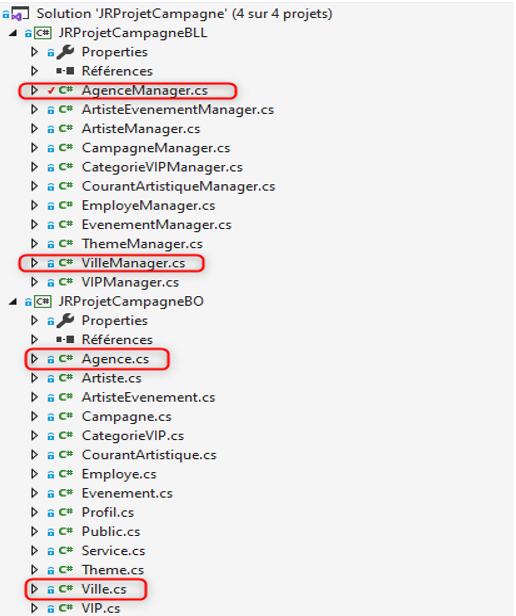 Solution 'JRProjetCampagne' (4 sur 4 projets)
C# JRProjetCampagneBLL
Properties
Références
C# AgenceManager.cs
C# ArtisteEvenementManager.cs
C# ArtisteManager.cs
C# CampagneManager.cs
C# CategorieVIPManager.cs
C# CourantArtistiqueManager.cs
C# EmployeManager.cs
C# EvenementManager.cs
C# ThemeManager.cs
C# VilleManager.cs
C# VIPManager.cs
C# JRProjetCampagneBO
Properties
Références
C# Agence.cs
C# Artiste.cs
C# ArtisteEvenement.cs
C# Campagne.cs
C# CategorieVIP.cs
C# CourantArtistique.cs
C# Employe.cs
C# Evenement.cs
C# Profil.cs
C# Public.cs
C# Service.cs
C# Theme.cs
C# Ville.cs
C# VIP.cs